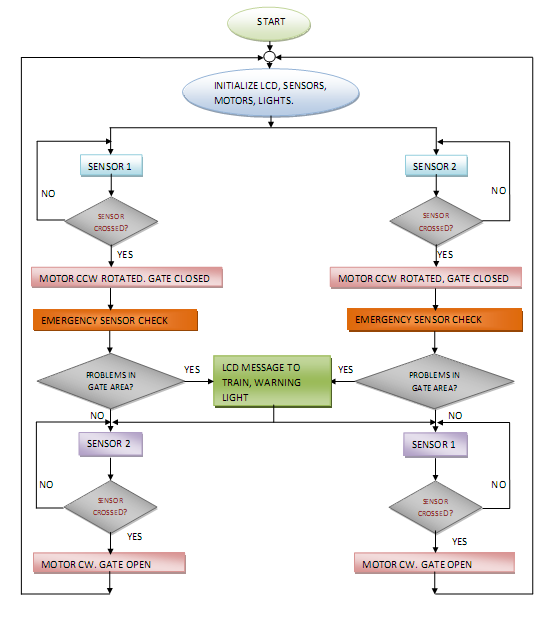 START
INITIALIZE LCD, SENSORS,
MOTORS, LIGHTS.
SENSOR 1
SENSOR 2
NO
NO
SENSOR
CROSSED?
SENSOR
CROSSED?
YES
YES
MOTOR CCW ROTATED. GATE CLOSED
MOTOR CCW ROTATED, GATE CLOSED
EMERGENCY SENSOR CHECK
EMERGENCY SENSOR CHECK
PROBLEMS IN
GATE AREA?
YES
LCD MESSAGE TO
TRAIN, WARNING
LIGHT
YES
PROBLEMS IN
GATE AREA?
NO
NO
SENSOR 2
SENSOR 1
NO
NO
SENSOR
CROSSED?
SENSOR
CROSSED?
YES
YES
MOTOR CW. GATE OPEN
MOTOR CW. GATE OPEN